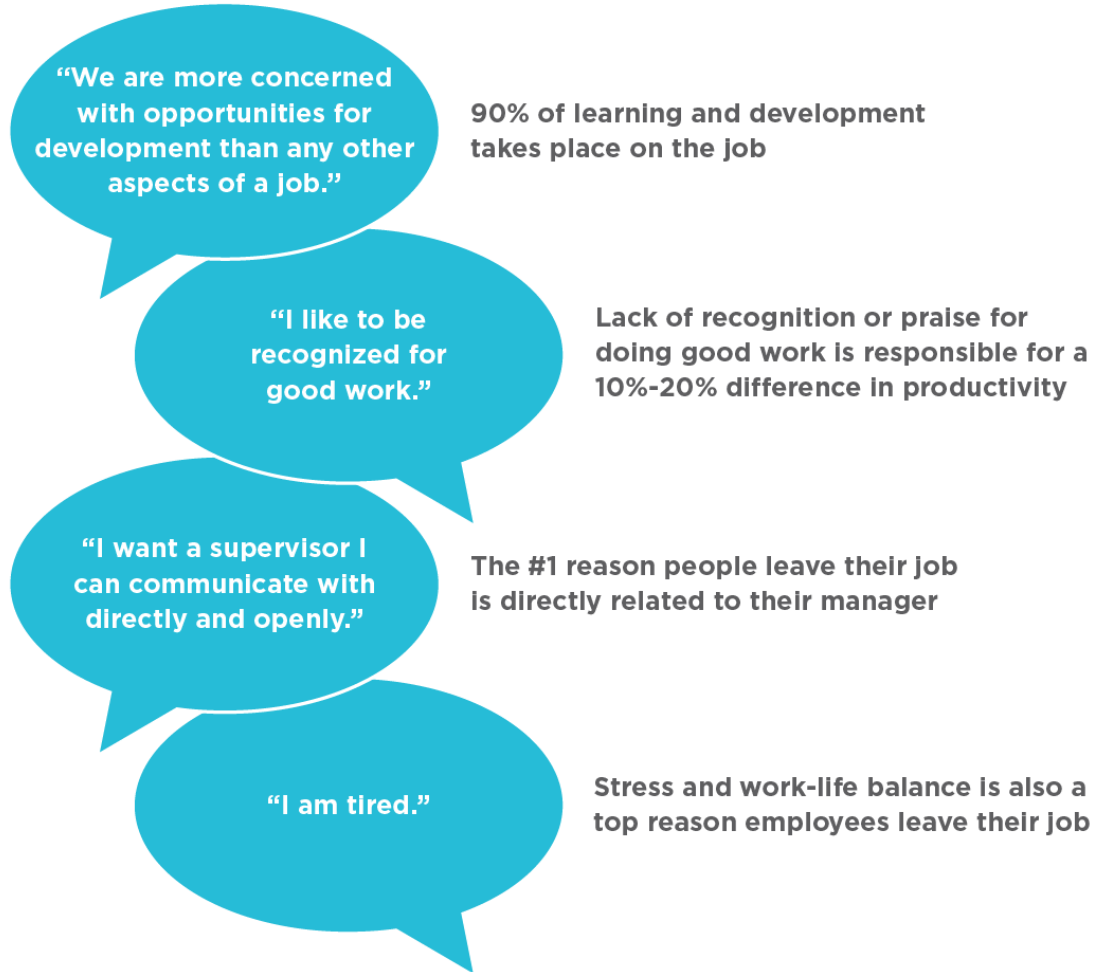 “We are more concerned
with opportunities for
development than any other
aspects of a job.”
90% of learning and development
takes place on the job
“I like to be
recognized for
good work.”
Lack of recognition or praise for
doing good work is responsible for a
10%-20% difference in productivity
“I want a supervisor I
can communicate with
directly and openly.”
The #1 reason people leave their job
is directly related to their manager
“I am tired.”
Stress and work-life balance is also a
top reason employees leave their job